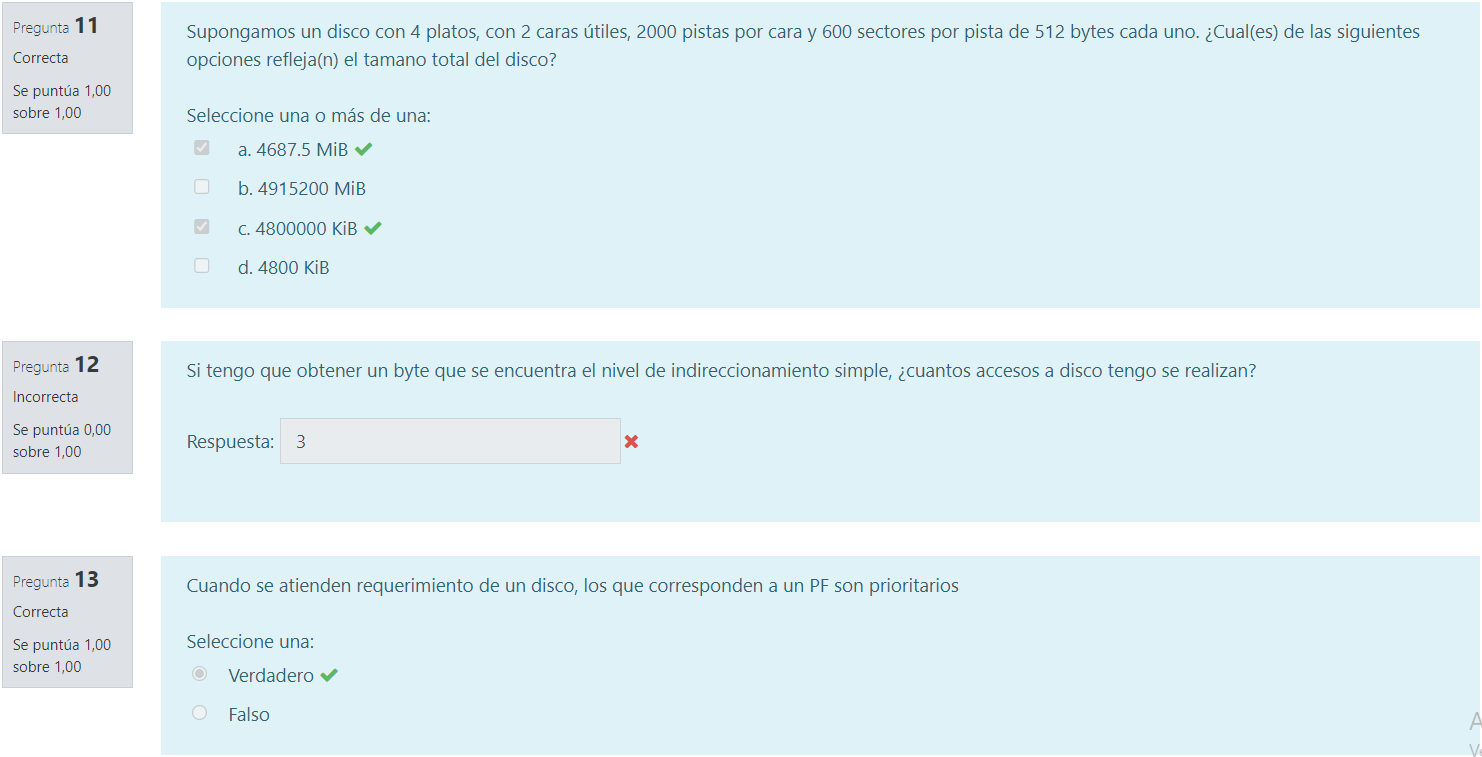 Pregunta 11
Correcta
Se puntúa 1,00
sobre 1,00
Supongamos un disco con 4 platos, con 2 caras útiles, 2000 pistas por cara y 600 sectores por pista de 512 bytes cada uno. ¿Cual(es) de las siguientes
opciones refleja(n) el tamano total del disco?
Seleccione una o más de una:
a. 4687.5 MiB
b. 4915200 MiB
c. 4800000 KiB
d. 4800 KiB
Pregunta 12
Incorrecta
Se puntúa 0,00
sobre 1,00
Si tengo que obtener un byte que se encuentra el nivel de indireccionamiento simple, ¿cuantos accesos a disco tengo se realizan?
Respuesta: 3
Pregunta 13
Correcta
Se puntúa 1,00
sobre 1,00
Cuando se atienden requerimiento de un disco, los que corresponden a un PF son prioritarios
Seleccione una:
Verdadero
Falso